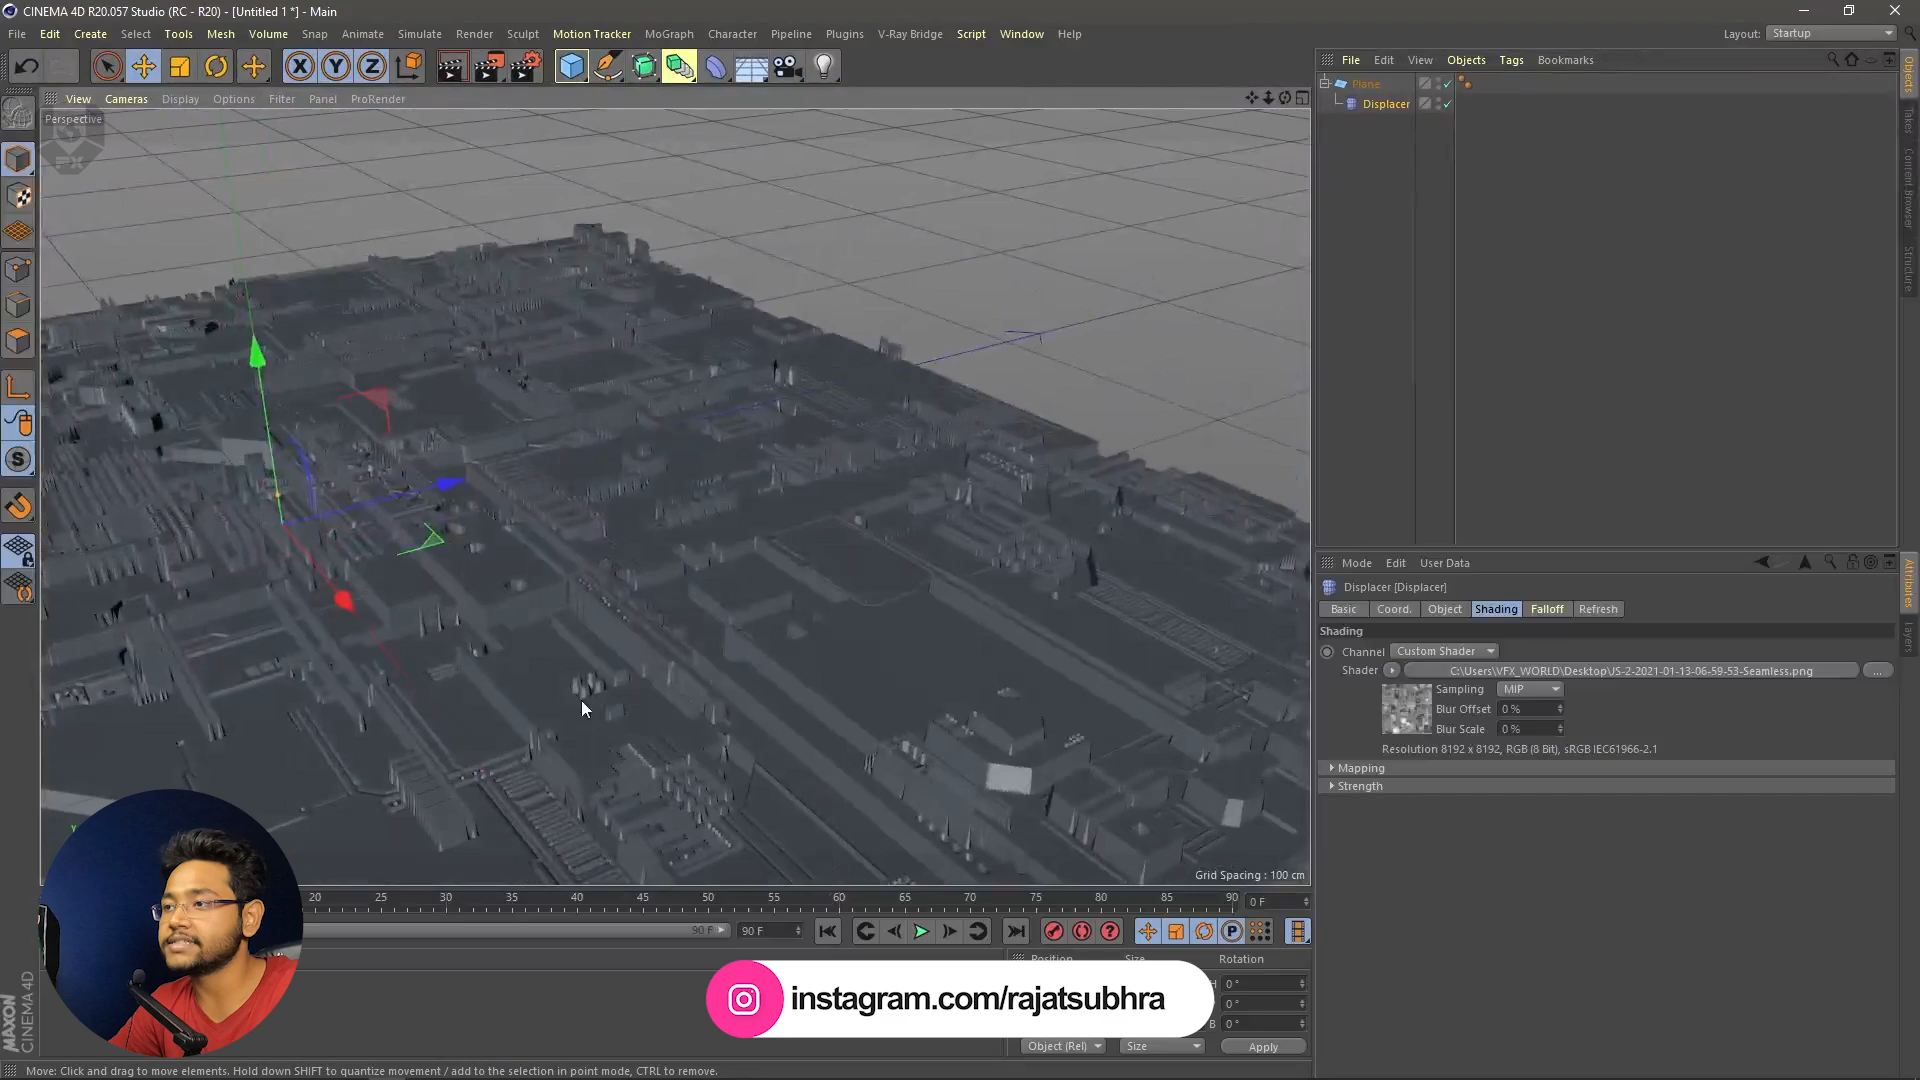 CINEMA 4D R20.057 Studio (RC - R20) - [Untitled 1 *] - Main
File Edit Create Select Tools Mesh Volume Snap Animate Simulate Render Sculpt Motion Tracker MoGraph Character Pipeline Plugins V-Ray Bridge Script Window Help
Layout: Startup
File Edit View Objects Tags Bookmarks
Plane
Displacer
Objects
Takes
Content Browser
Structure
View Cameras Display Options Filter Panel ProRender
Perspective
Grid Spacing : 100 cm
Mode Edit User Data
Displacer [Displacer]
Basic Coord. Object Shading Falloff Refresh
Shading
Channel Custom Shader
Shader C:\Users\VFX_WORLD\Desktop\JS-2-2021-01-13-06-59-53-Seamless.png ...
Sampling MIP
Blur Offset 0 %
Blur Scale 0 %
Resolution 8192 x 8192, RGB (8 Bit), sRGB IEC61966-2.1
Mapping
Strength
Attributes
Layers
20 25 30 35 40 45 50 55 60 65 70 75 80 85 90 0 F
90 F 90 F
Position Size Rotation
H 0 °
0 °
B 0 °
Object (Rel) Size Apply
instagram.com/rajatsubhra
MAXON
CINEMA 4D
Move: Click and drag to move elements. Hold down SHIFT to quantize movement / add to the selection in point mode, CTRL to remove.